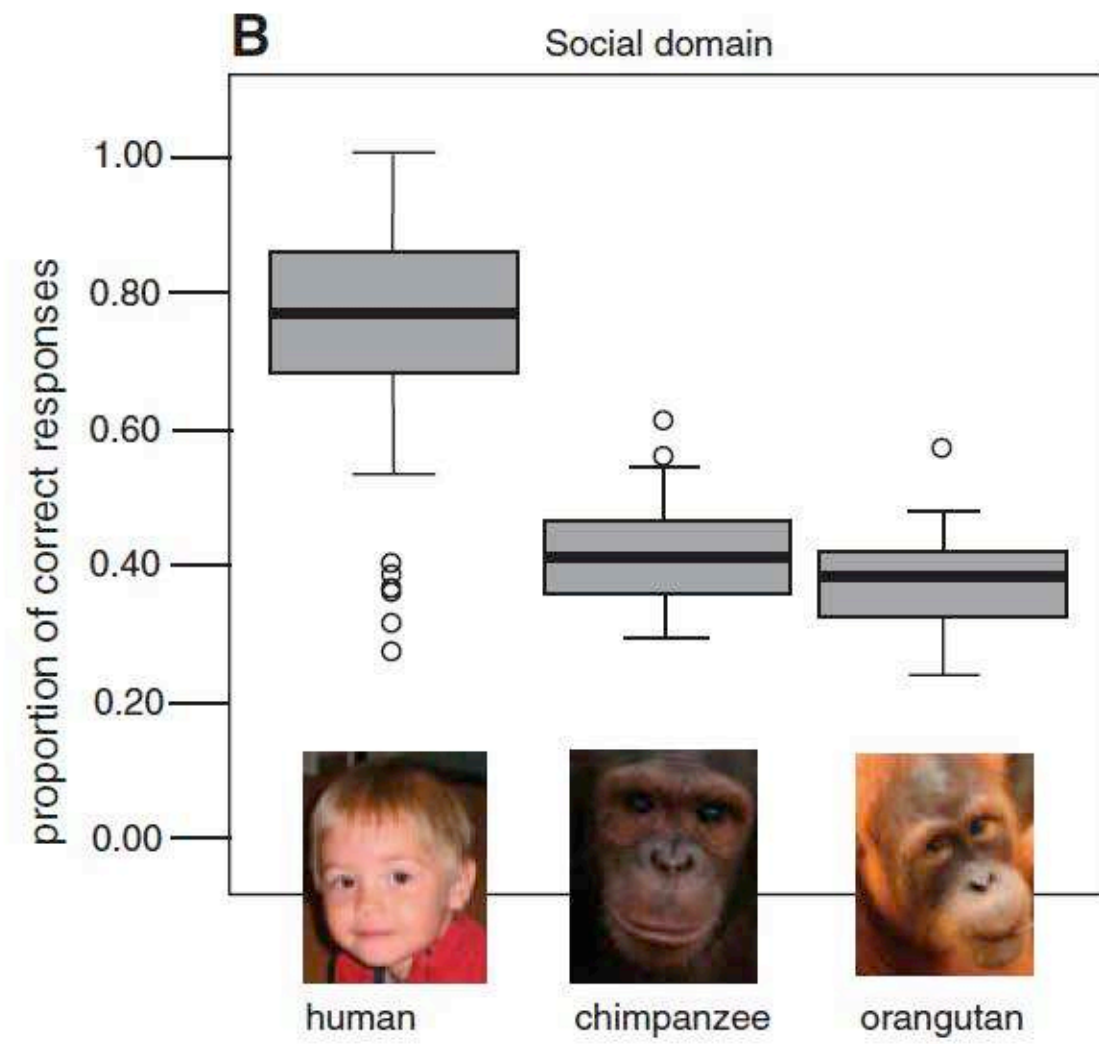 B
Social domain
proportion of correct responses
1.00
0.80
0.60
0.40
0.20
0.00
human
chimpanzee
orangutan